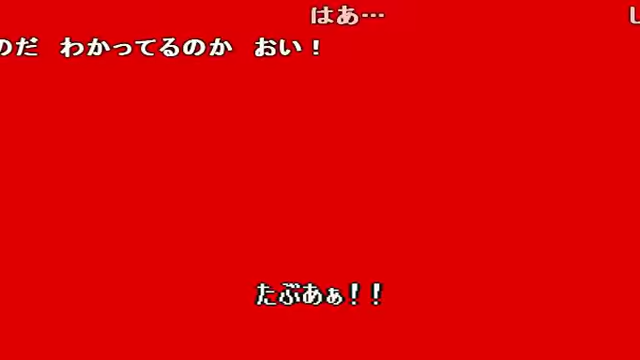 はあ…
のだ　わかってるのか　おい！
たぶあぁ！！